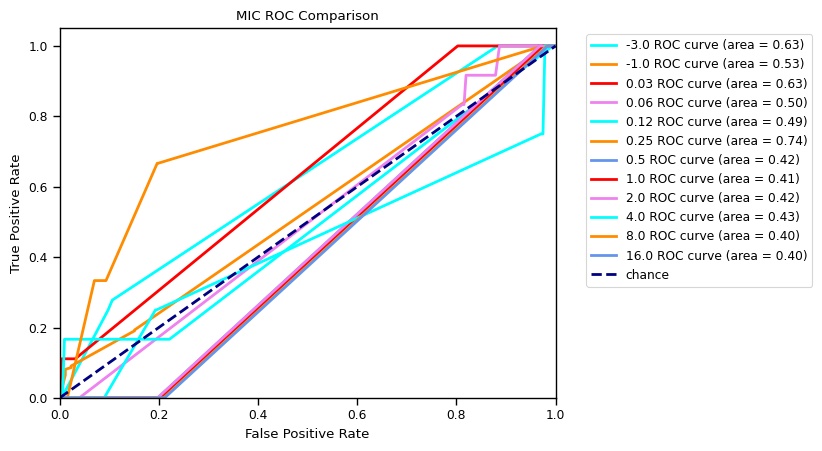 MIC ROC Comparison
1.0
0.8
0.6
0.4
0.2
0.0
True Positive Rate
0.0 0.2 0.4 0.6 0.8 1.0
False Positive Rate
-3.0 ROC curve (area = 0.63)
-1.0 ROC curve (area = 0.53)
0.03 ROC curve (area = 0.63)
0.06 ROC curve (area = 0.50)
0.12 ROC curve (area = 0.49)
0.25 ROC curve (area = 0.74)
0.5 ROC curve (area = 0.42)
1.0 ROC curve (area = 0.41)
2.0 ROC curve (area = 0.42)
4.0 ROC curve (area = 0.43)
8.0 ROC curve (area = 0.40)
16.0 ROC curve (area = 0.40)
chance